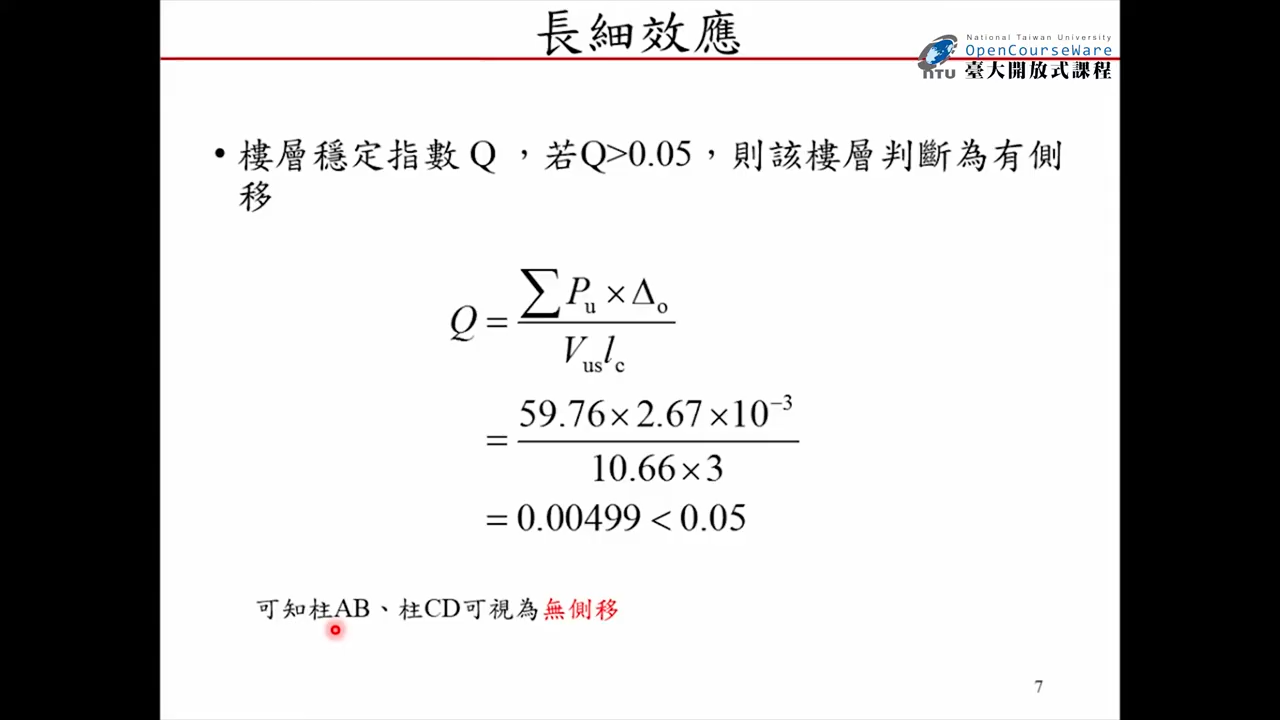 長細效應
National Taiwan University
OpenCourseWare
NTU 臺大開放式課程
• 樓層穩定指數 Q ，若Q>0.05，則該樓層判斷為有側
移
Q = ∑ P_u × Δ_o / V_us l_c
= 59.76 × 2.67 × 10⁻³ / 10.66 × 3
= 0.00499 < 0.05
可知柱AB、柱CD可視為無側移
7